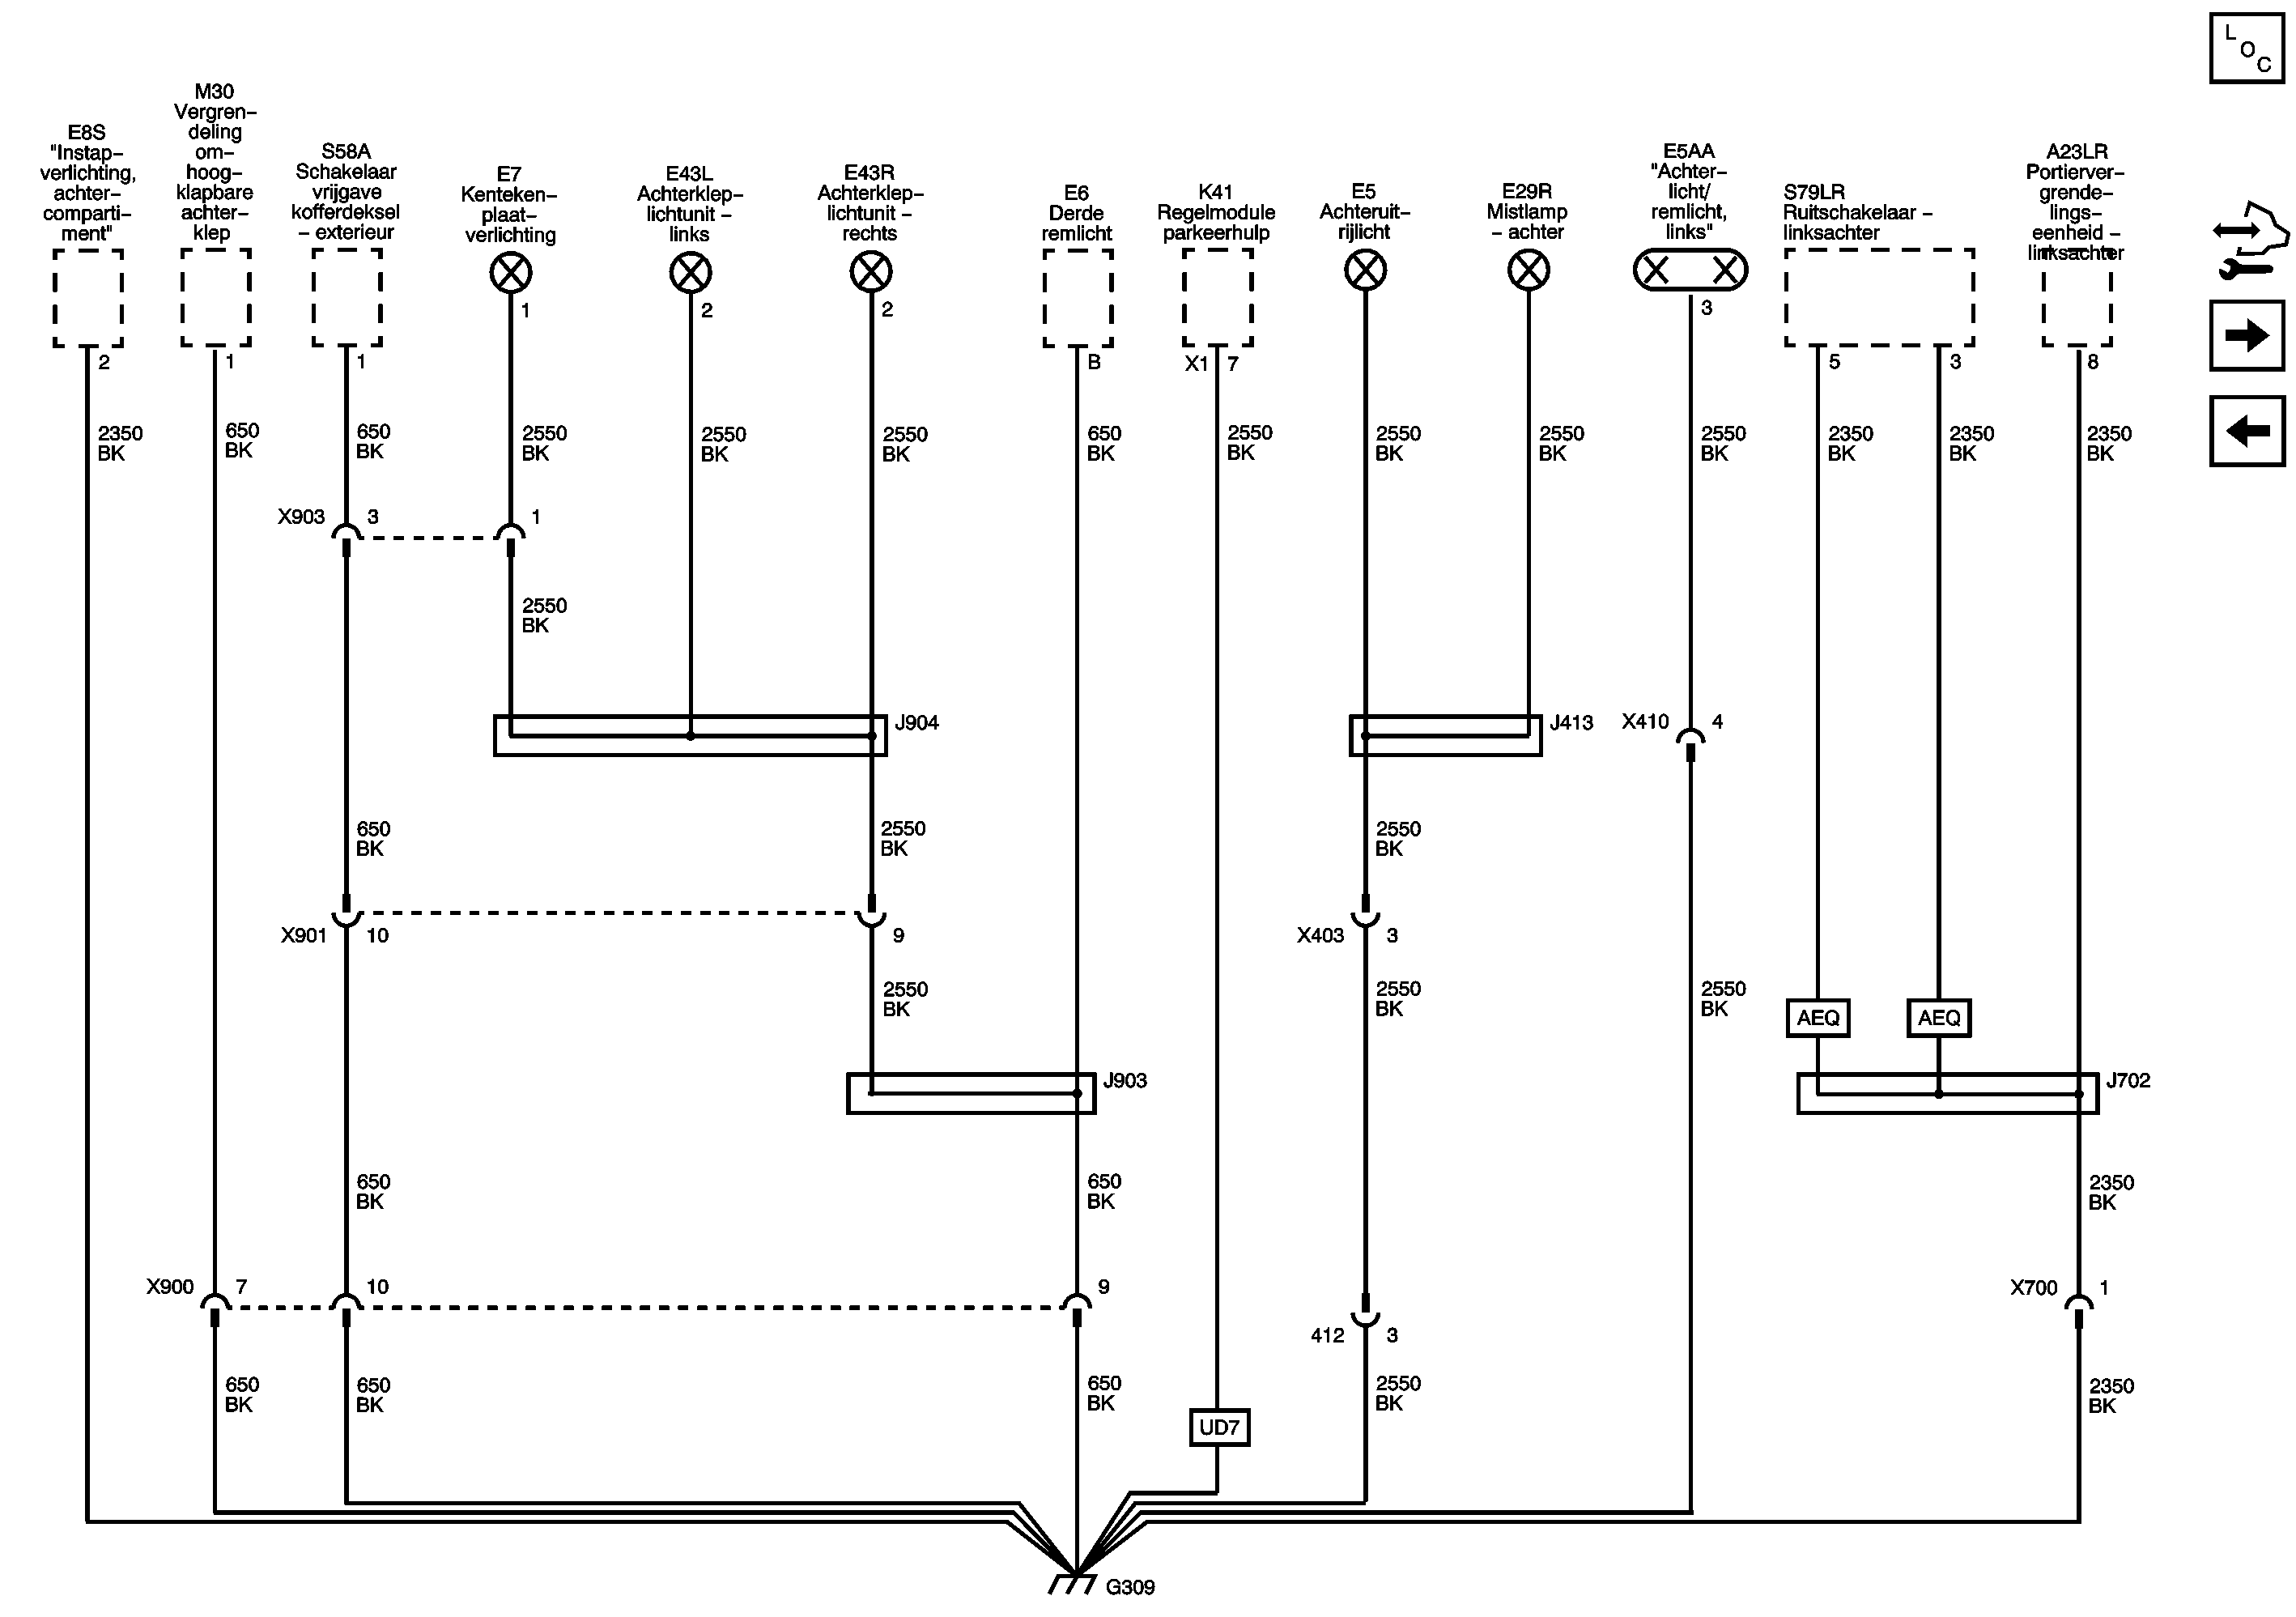 L
O
C
E8S
"Instap–
verlichting,
achter–
comparti–
ment"
M30
Vergren–
deling
om–
hoog–
klapbare
achter–
klep
S58A
Schakelaar
vrijgave
kofferdeksel
– exterieur
E7
Kenteken–
plaat–
verlichting
E43L
Achterklep–
lichtunit –
links
E43R
Achterklep–
lichtunit –
rechts
E6
Derde
remlicht
K41
Regelmodule
parkeerhulp
E5
Achteruit–
rijlicht
E29R
Mistlamp
– achter
E5AA
"Achter–
licht/
remlicht,
links"
S79LR
Ruitschakelaar –
linksachter
A23LR
Portierver–
grende–
lings–
eenheid –
linksachter
1
2
2
3
2
1
1
B
X1 7
5
3
8
2350
BK
650
BK
650
BK
2550
BK
2550
BK
2550
BK
650
BK
2550
BK
2550
BK
2550
BK
2550
BK
2350
BK
2350
BK
2350
BK
X903 3
1
2550
BK
J904
J413
X410 4
650
BK
2550
BK
2550
BK
X901 10
9
X403 3
2550
BK
2550
BK
2550
BK
AEQ
AEQ
J903
J702
650
BK
650
BK
2350
BK
X900 7
10
9
X700 1
412 3
650
BK
650
BK
650
BK
2550
BK
2350
BK
UD7
G309